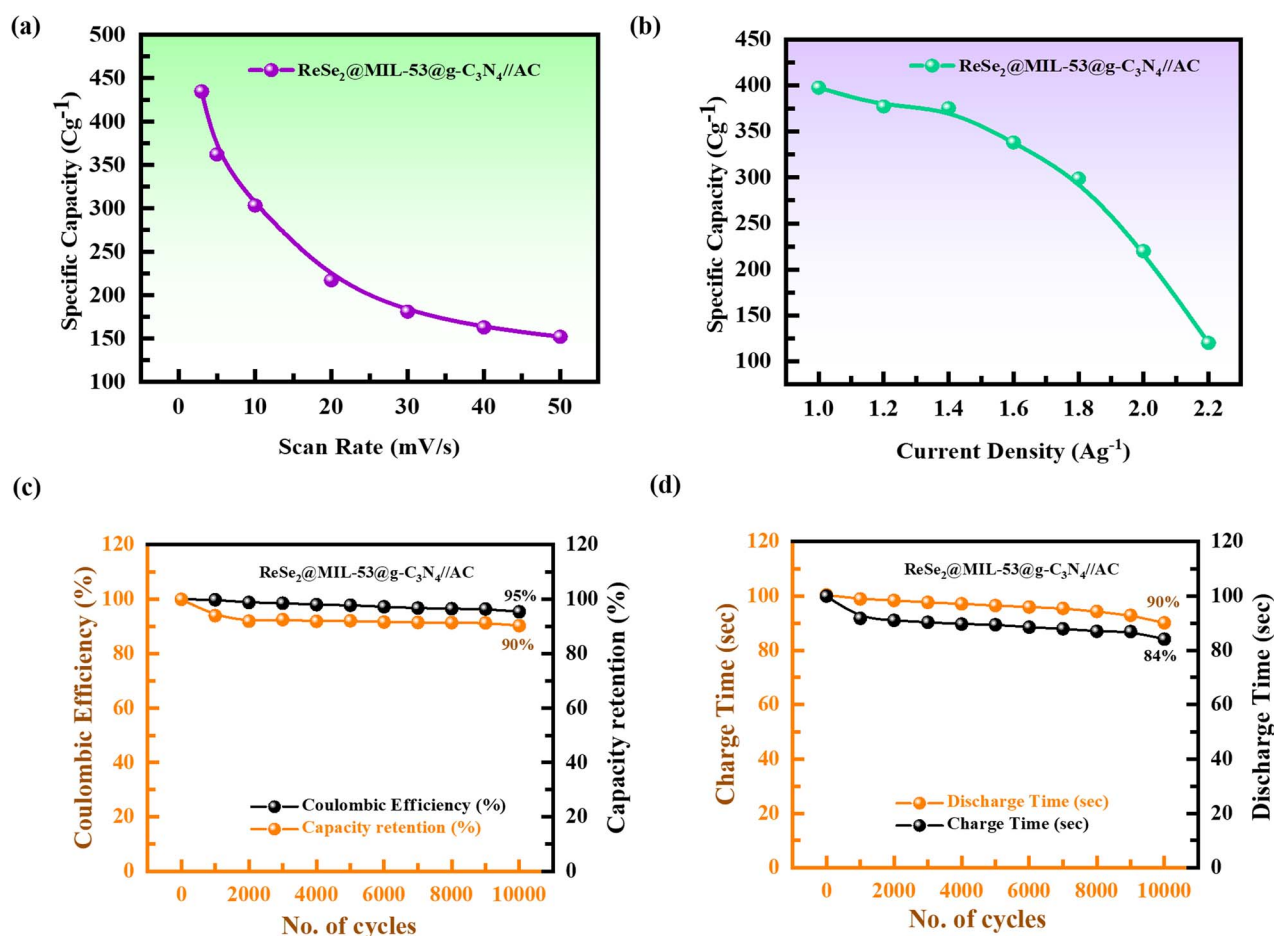 (a)
500
450
400
350
300
250
200
150
100
Specific Capacity (Cg⁻¹)
ReSe₂@MIL-53@g-C₃N₄//AC
0 10 20 30 40 50
Scan Rate (mV/s)
(b)
450
400
350
300
250
200
150
100
Specific Capacity (Cg⁻¹)
ReSe₂@MIL-53@g-C₃N₄//AC
1.0 1.2 1.4 1.6 1.8 2.0 2.2
Current Density (Ag⁻¹)
(c)
120
100
80
60
40
20
0
Coulombic Efficiency (%)
ReSe₂@MIL-53@g-C₃N₄//AC
95%
90%
Coulombic Efficiency (%)
Capacity retention (%)
120
100
80
60
40
20
0
Capacity retention (%)
0 2000 4000 6000 8000 10000
No. of cycles
(d)
120
100
80
60
40
20
0
Charge Time (sec)
ReSe₂@MIL-53@g-C₃N₄//AC
90%
84%
Discharge Time (sec)
Charge Time (sec)
120
100
80
60
40
20
0
Discharge Time (sec)
0 2000 4000 6000 8000 10000
No. of cycles